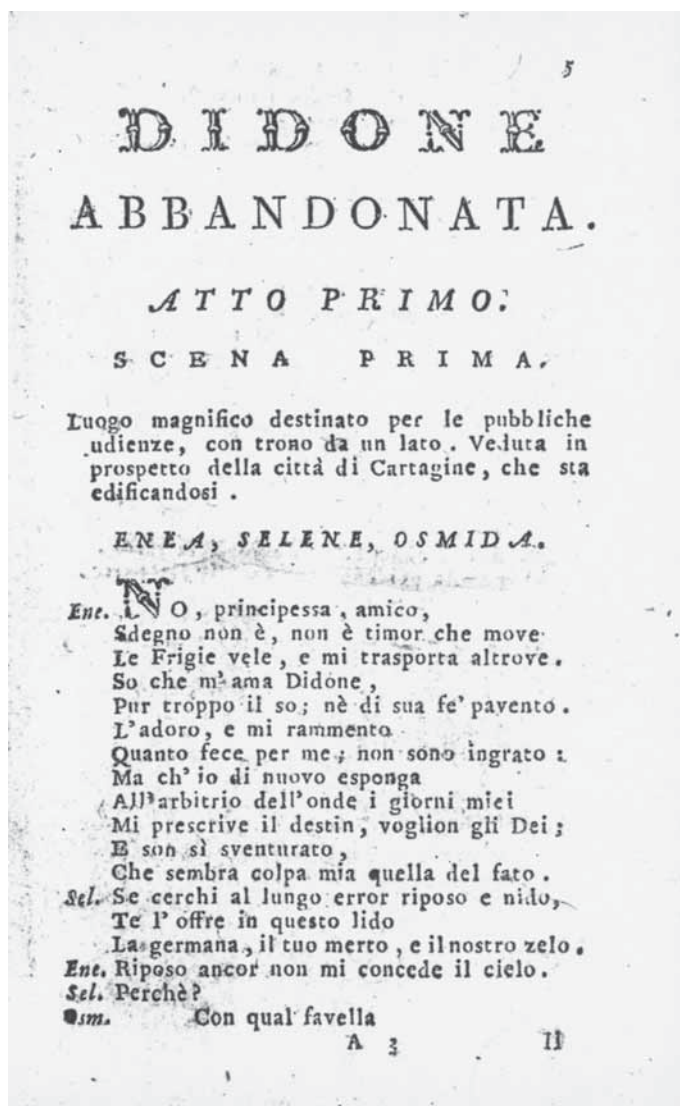 5
DIDONE
ABBANDONATA.
ATTO PRIMO.
SCENA PRIMA.
Luogo magnifico destinato per le pubbliche
udienze, con trono da un lato. Veduta in
prospetto della città di Cartagine, che sta
edificandosi.
ENEA, SELENE, OSMIDA.
Ene. NO, principessa, amico,
Sdegno non è, non è timor che move
Le Frigie vele, e mi trasporta altrove.
So che m'ama Didone,
Pur troppo il so; nè di sua fe' pavento.
L'adoro, e mi rammento
Quanto fece per me; non sono ingrato:
Ma ch'io di nuovo esponga
All'arbitrio dell'onde i giorni miei
Mi prescrive il destin, voglion gli Dei;
E son sì sventurato,
Che sembra colpa mia quella del fato.
Sel. Se cerchi al lungo error riposo e nido,
Te l'offre in questo lido
La germana, il tuo merto, e il nostro zelo.
Ene. Riposo ancor non mi concede il cielo.
Sel. Perchè?
Osm. Con qual favella
A 3 Il